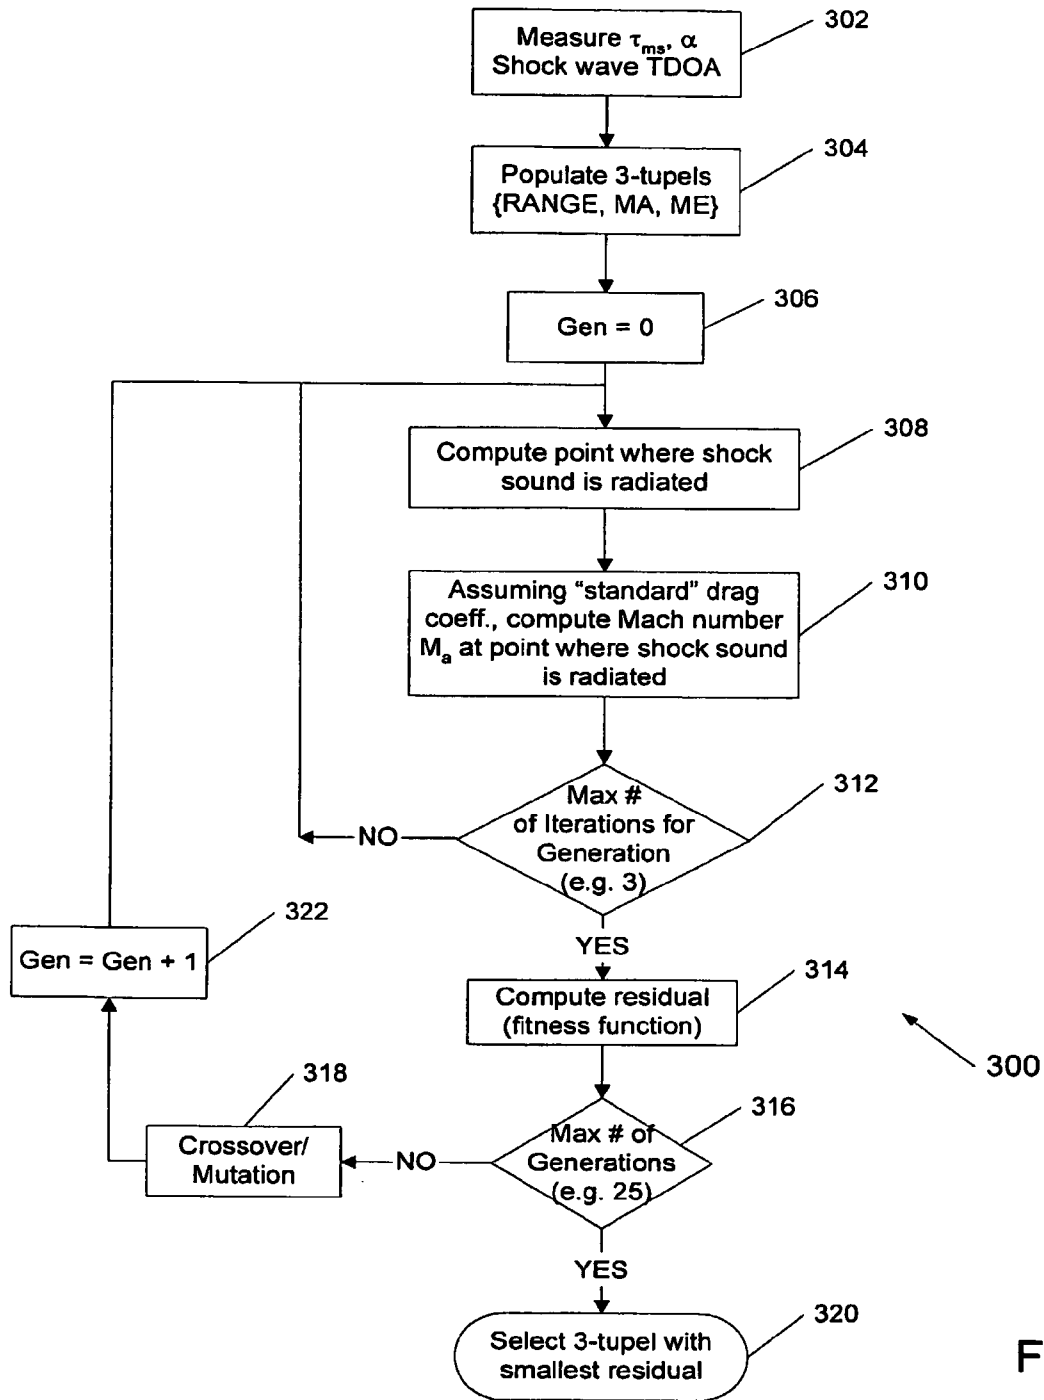 Measure τms, α
Shock wave TDOA
302
Populate 3-tupels
{RANGE, MA, ME}
304
Gen = 0
306
Compute point where shock
sound is radiated
308
Assuming “standard” drag
coeff., compute Mach number
Ma at point where shock sound
is radiated
310
Max #
of Iterations for
Generation
(e.g. 3)
312
NO
YES
Gen = Gen + 1
322
Compute residual
(fitness function)
314
300
Max # of
Generations
(e.g. 25)
316
NO
Crossover/
Mutation
318
YES
Select 3-tupel with
smallest residual
320
F